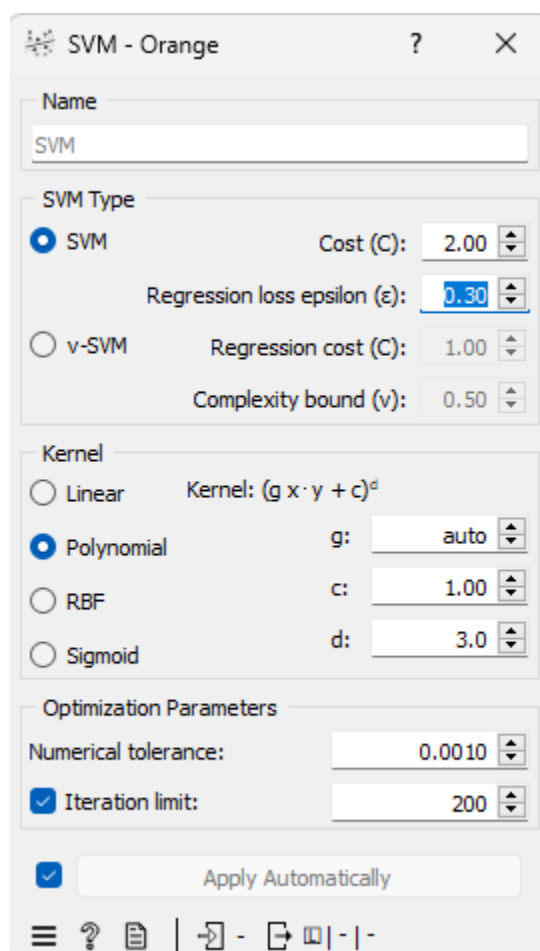 SVM - Orange ? ×
Name
SVM
SVM Type
SVM Cost (C): 2.00
Regression loss epsilon (ε): 0.30
ν-SVM Regression cost (C): 1.00
Complexity bound (ν): 0.50
Kernel
Linear Kernel: (g x·y + c)ᵈ
Polynomial g: auto
RBF c: 1.00
Sigmoid d: 3.0
Optimization Parameters
Numerical tolerance: 0.0010
Iteration limit: 200
Apply Automatically
? | - | - | -